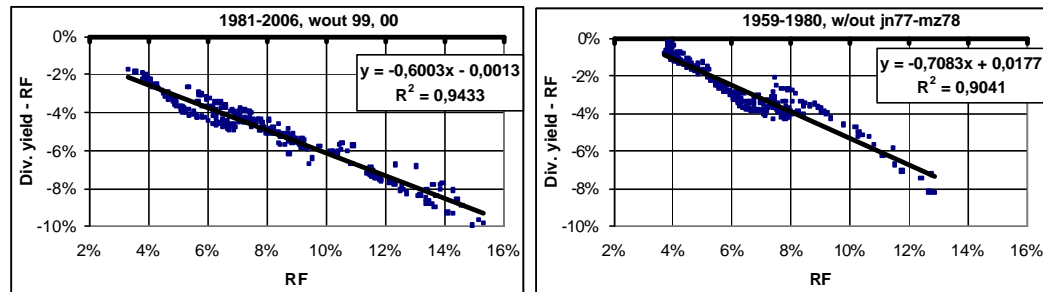 1981-2006, wout 99, 00
0%
-2%
-4%
-6%
-8%
-10%
Div. yield - RF
y = -0,6003x - 0,0013
R² = 0,9433
2% 4% 6% 8% 10% 12% 14% 16%
RF
1959-1980, w/out jn77-mz78
0%
-2%
-4%
-6%
-8%
-10%
Div. yield - RF
y = -0,7083x + 0,0177
R² = 0,9041
2% 4% 6% 8% 10% 12% 14% 16%
RF